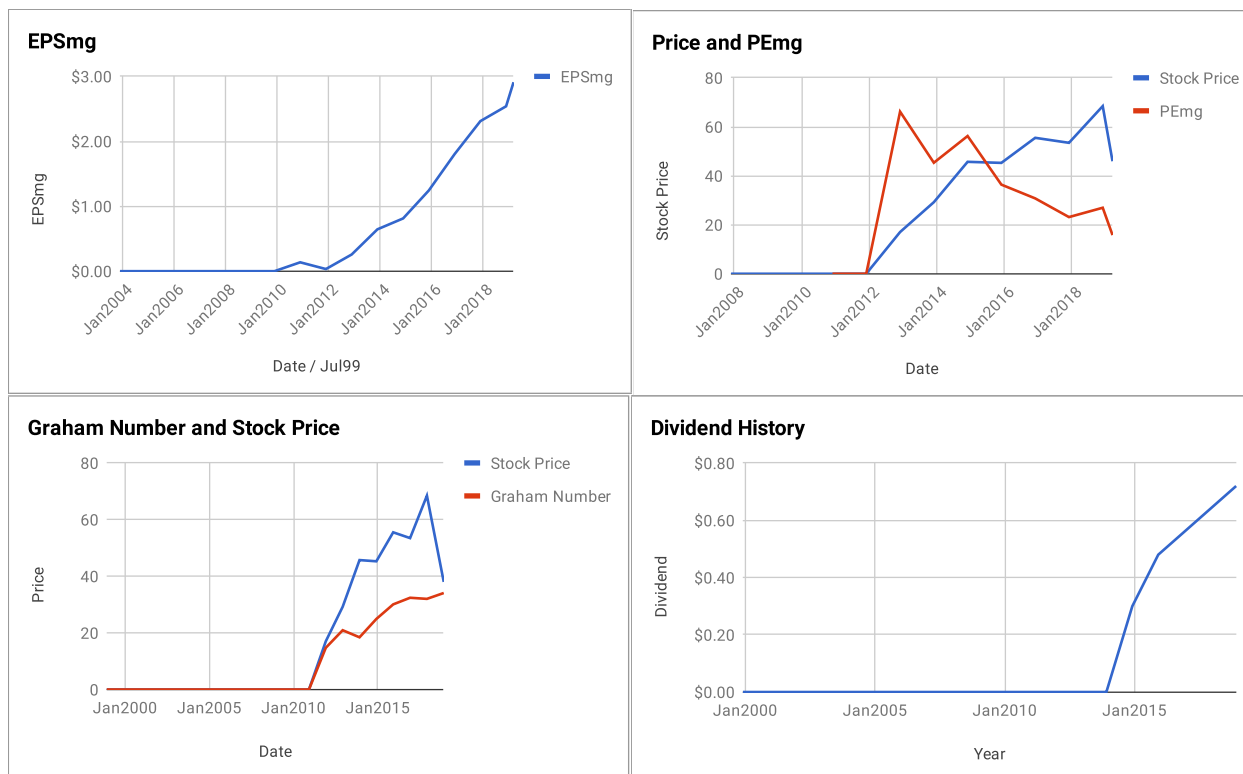 EPSmg
EPSmg
$3.00
$2.00
$1.00
$0.00
EPSmg
Jan2004
Jan2006
Jan2008
Jan2010
Jan2012
Jan2014
Jan2016
Jan2018
Date / Jul99
Price and PEmg
Stock Price
PEmg
80
60
40
20
0
Stock Price
Jan2008
Jan2010
Jan2012
Jan2014
Jan2016
Jan2018
Date
Graham Number and Stock Price
Stock Price
Graham Number
80
60
40
20
0
Price
Jan2000
Jan2005
Jan2010
Jan2015
Date
Dividend History
$0.80
$0.60
$0.40
$0.20
$0.00
Dividend
Jan2000
Jan2005
Jan2010
Jan2015
Year